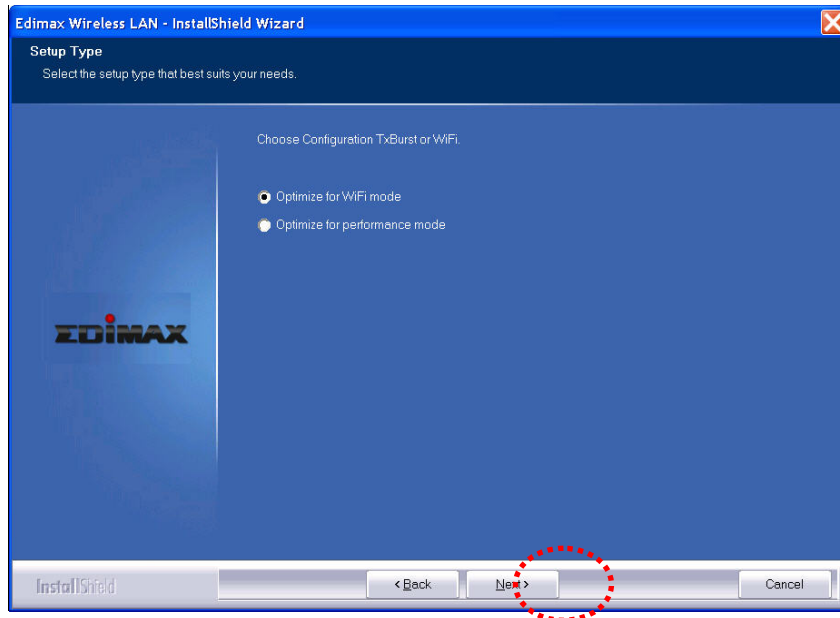 Edimax Wireless LAN - InstallShield Wizard
Setup Type
Select the setup type that best suits your needs.
Choose Configuration TxBurst or WiFi.
Optimize for WiFi mode
Optimize for performance mode
EDIMAX
InstallShield
< Back
Next >
Cancel